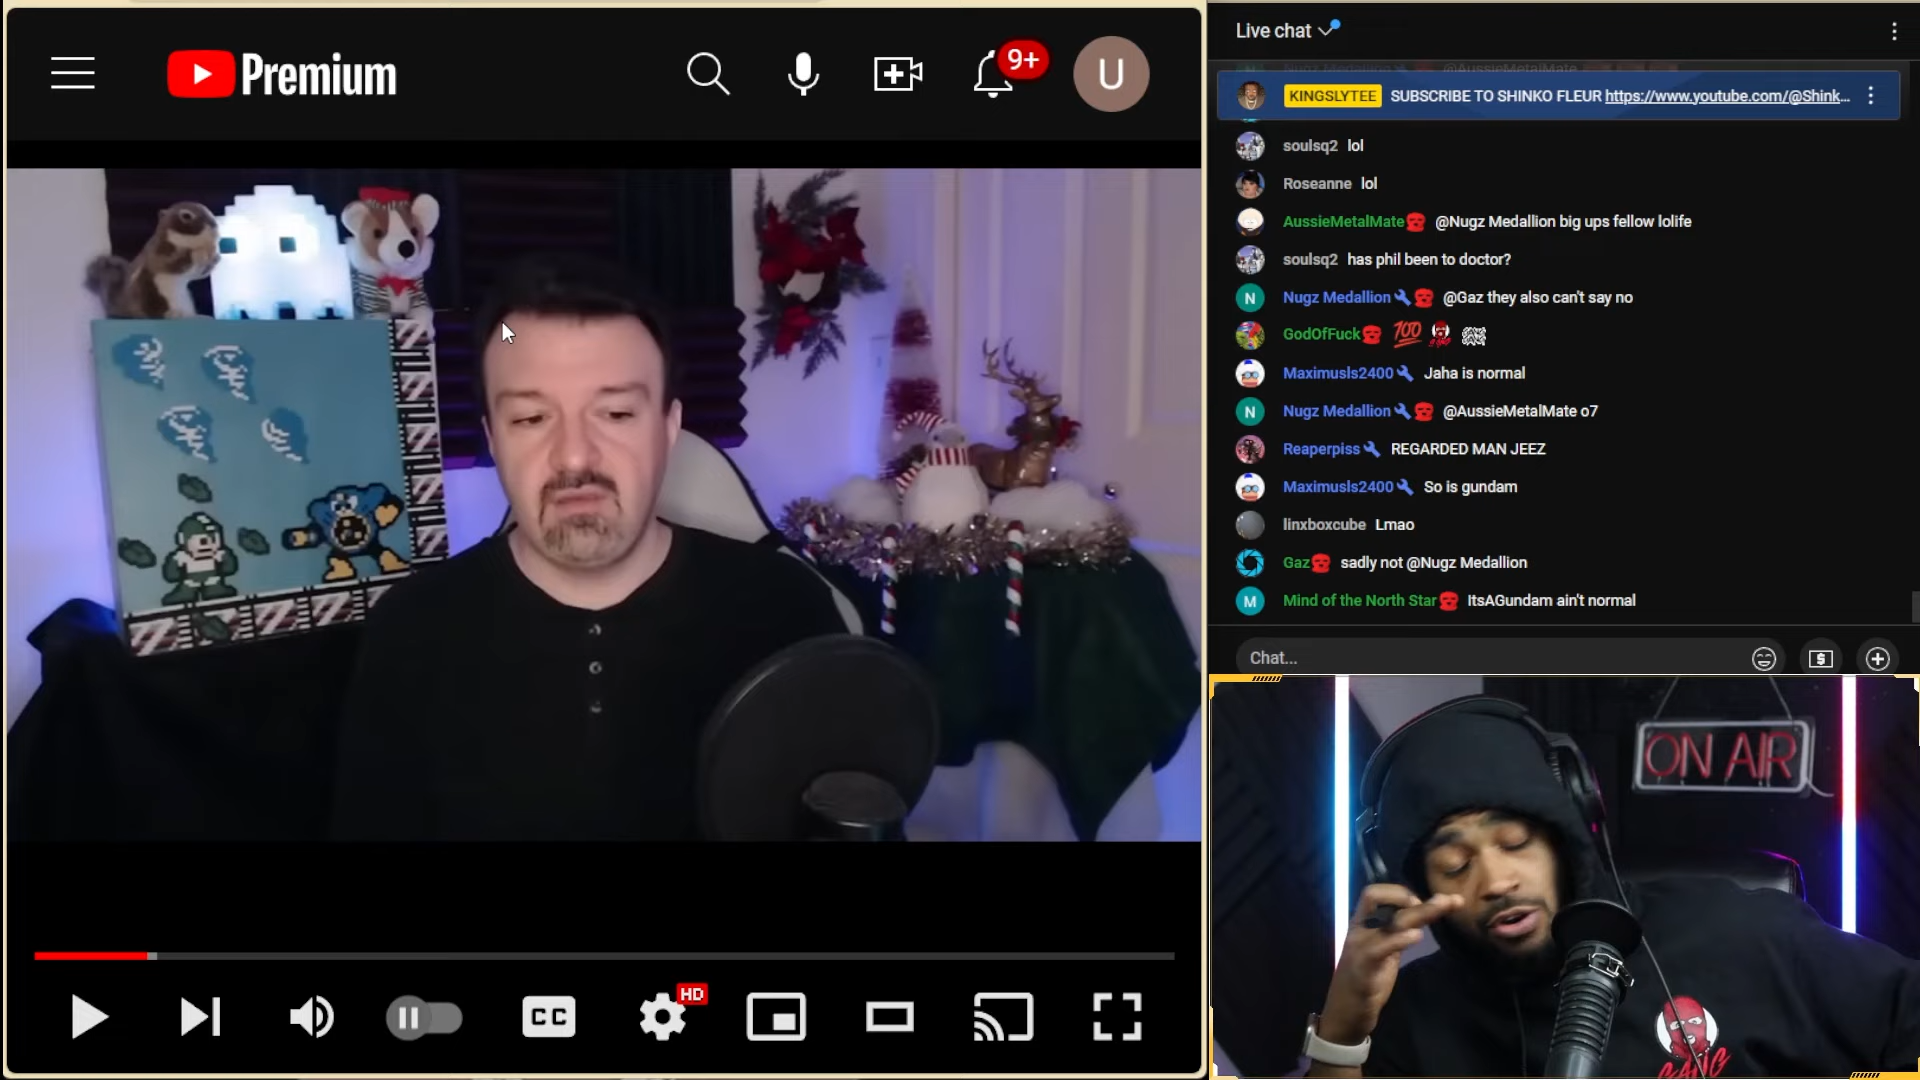 Premium
9+
U
HD
CC
Live chat
KINGSLYTEE SUBSCRIBE TO SHINKO FLEUR https://www.youtube.com/@Shink...
soulsq2 lol
Roseanne lol
AussieMetalMate @Nugz Medallion big ups fellow lolife
soulsq2 has phil been to doctor?
N Nugz Medallion @Gaz they also can't say no
GodOfFuck 100
Maximusls2400 Jaha is normal
N Nugz Medallion @AussieMetalMate o7
Reaperpiss REGARDED MAN JEEZ
Maximusls2400 So is gundam
linxboxcube Lmao
Gaz sadly not @Nugz Medallion
M Mind of the North Star ItsAGundam ain't normal
Chat...
ON AIR
GANG